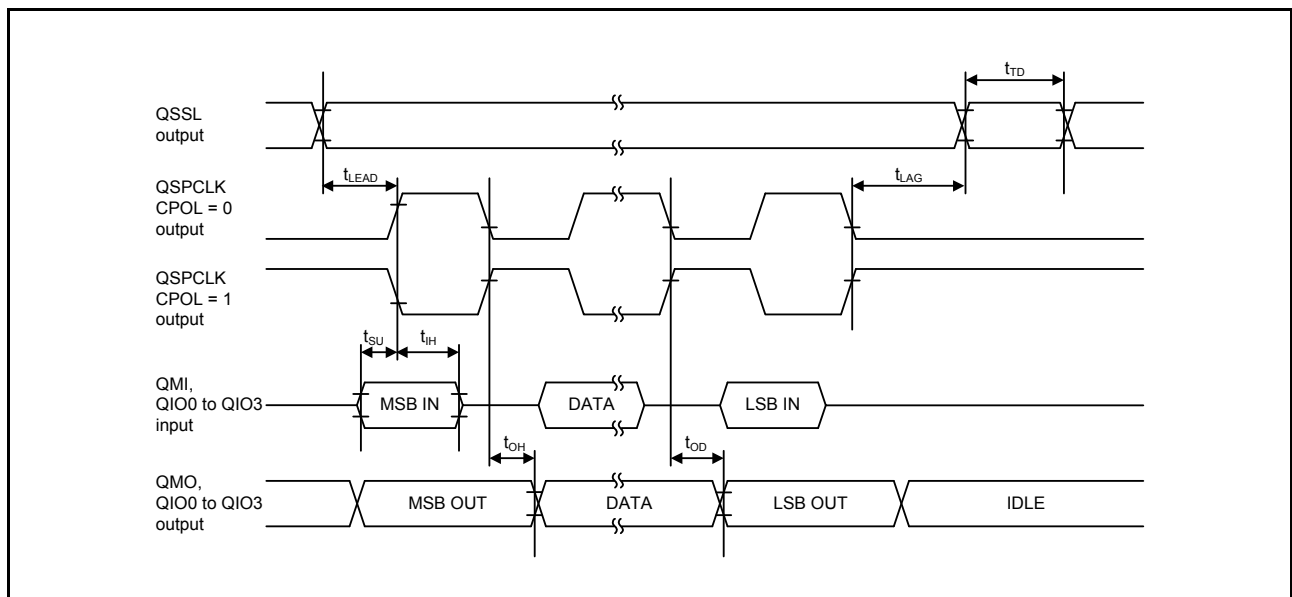 tTD
QSSL
output
tLEAD
tLAG
QSPCLK
CPOL = 0
output
QSPCLK
CPOL = 1
output
tSU
tIH
QMI,
QIO0 to QIO3
input
MSB IN
DATA
LSB IN
tOH
tOD
QMO,
QIO0 to QIO3
output
MSB OUT
DATA
LSB OUT
IDLE